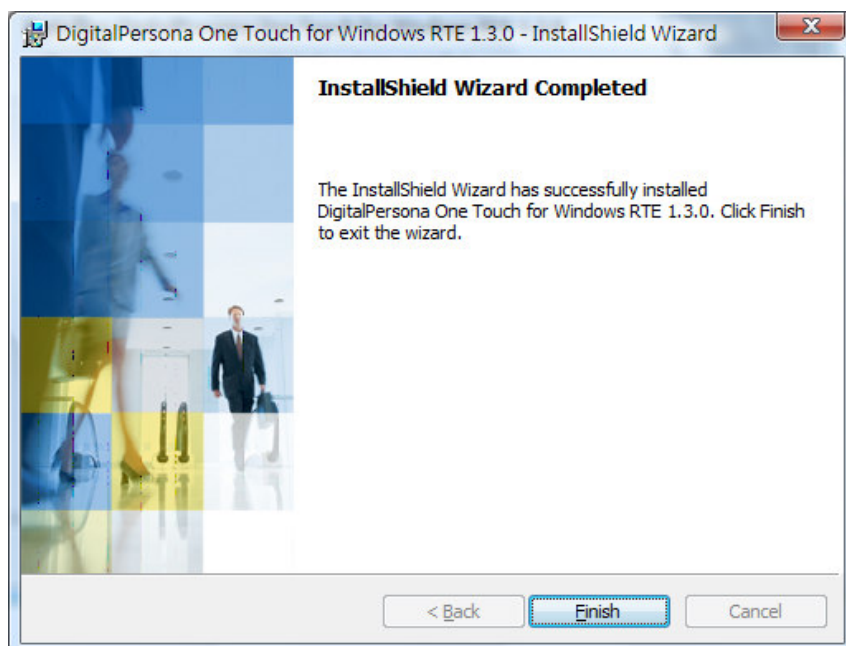 DigitalPersona One Touch for Windows RTE 1.3.0 - InstallShield Wizard
InstallShield Wizard Completed
The InstallShield Wizard has successfully installed
DigitalPersona One Touch for Windows RTE 1.3.0. Click Finish
to exit the wizard.
< Back
Finish
Cancel